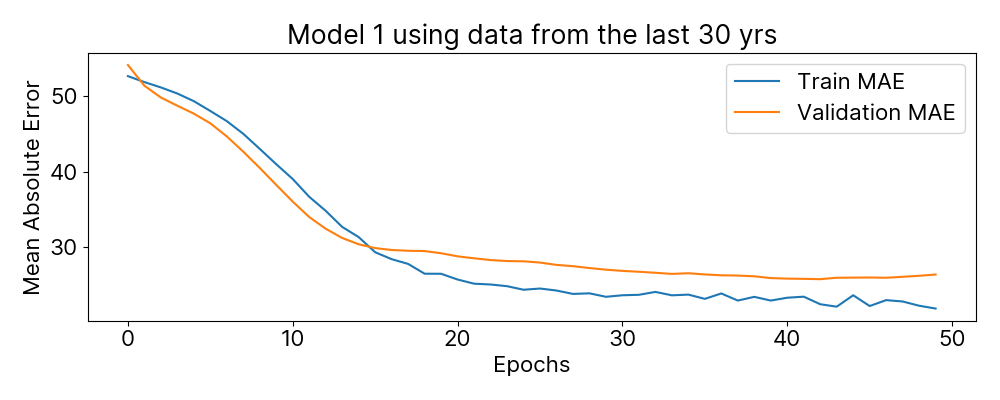 Model 1 using data from the last 30 yrs
Train MAE
Validation MAE
Mean Absolute Error
50
40
30
0 10 20 30 40 50
Epochs